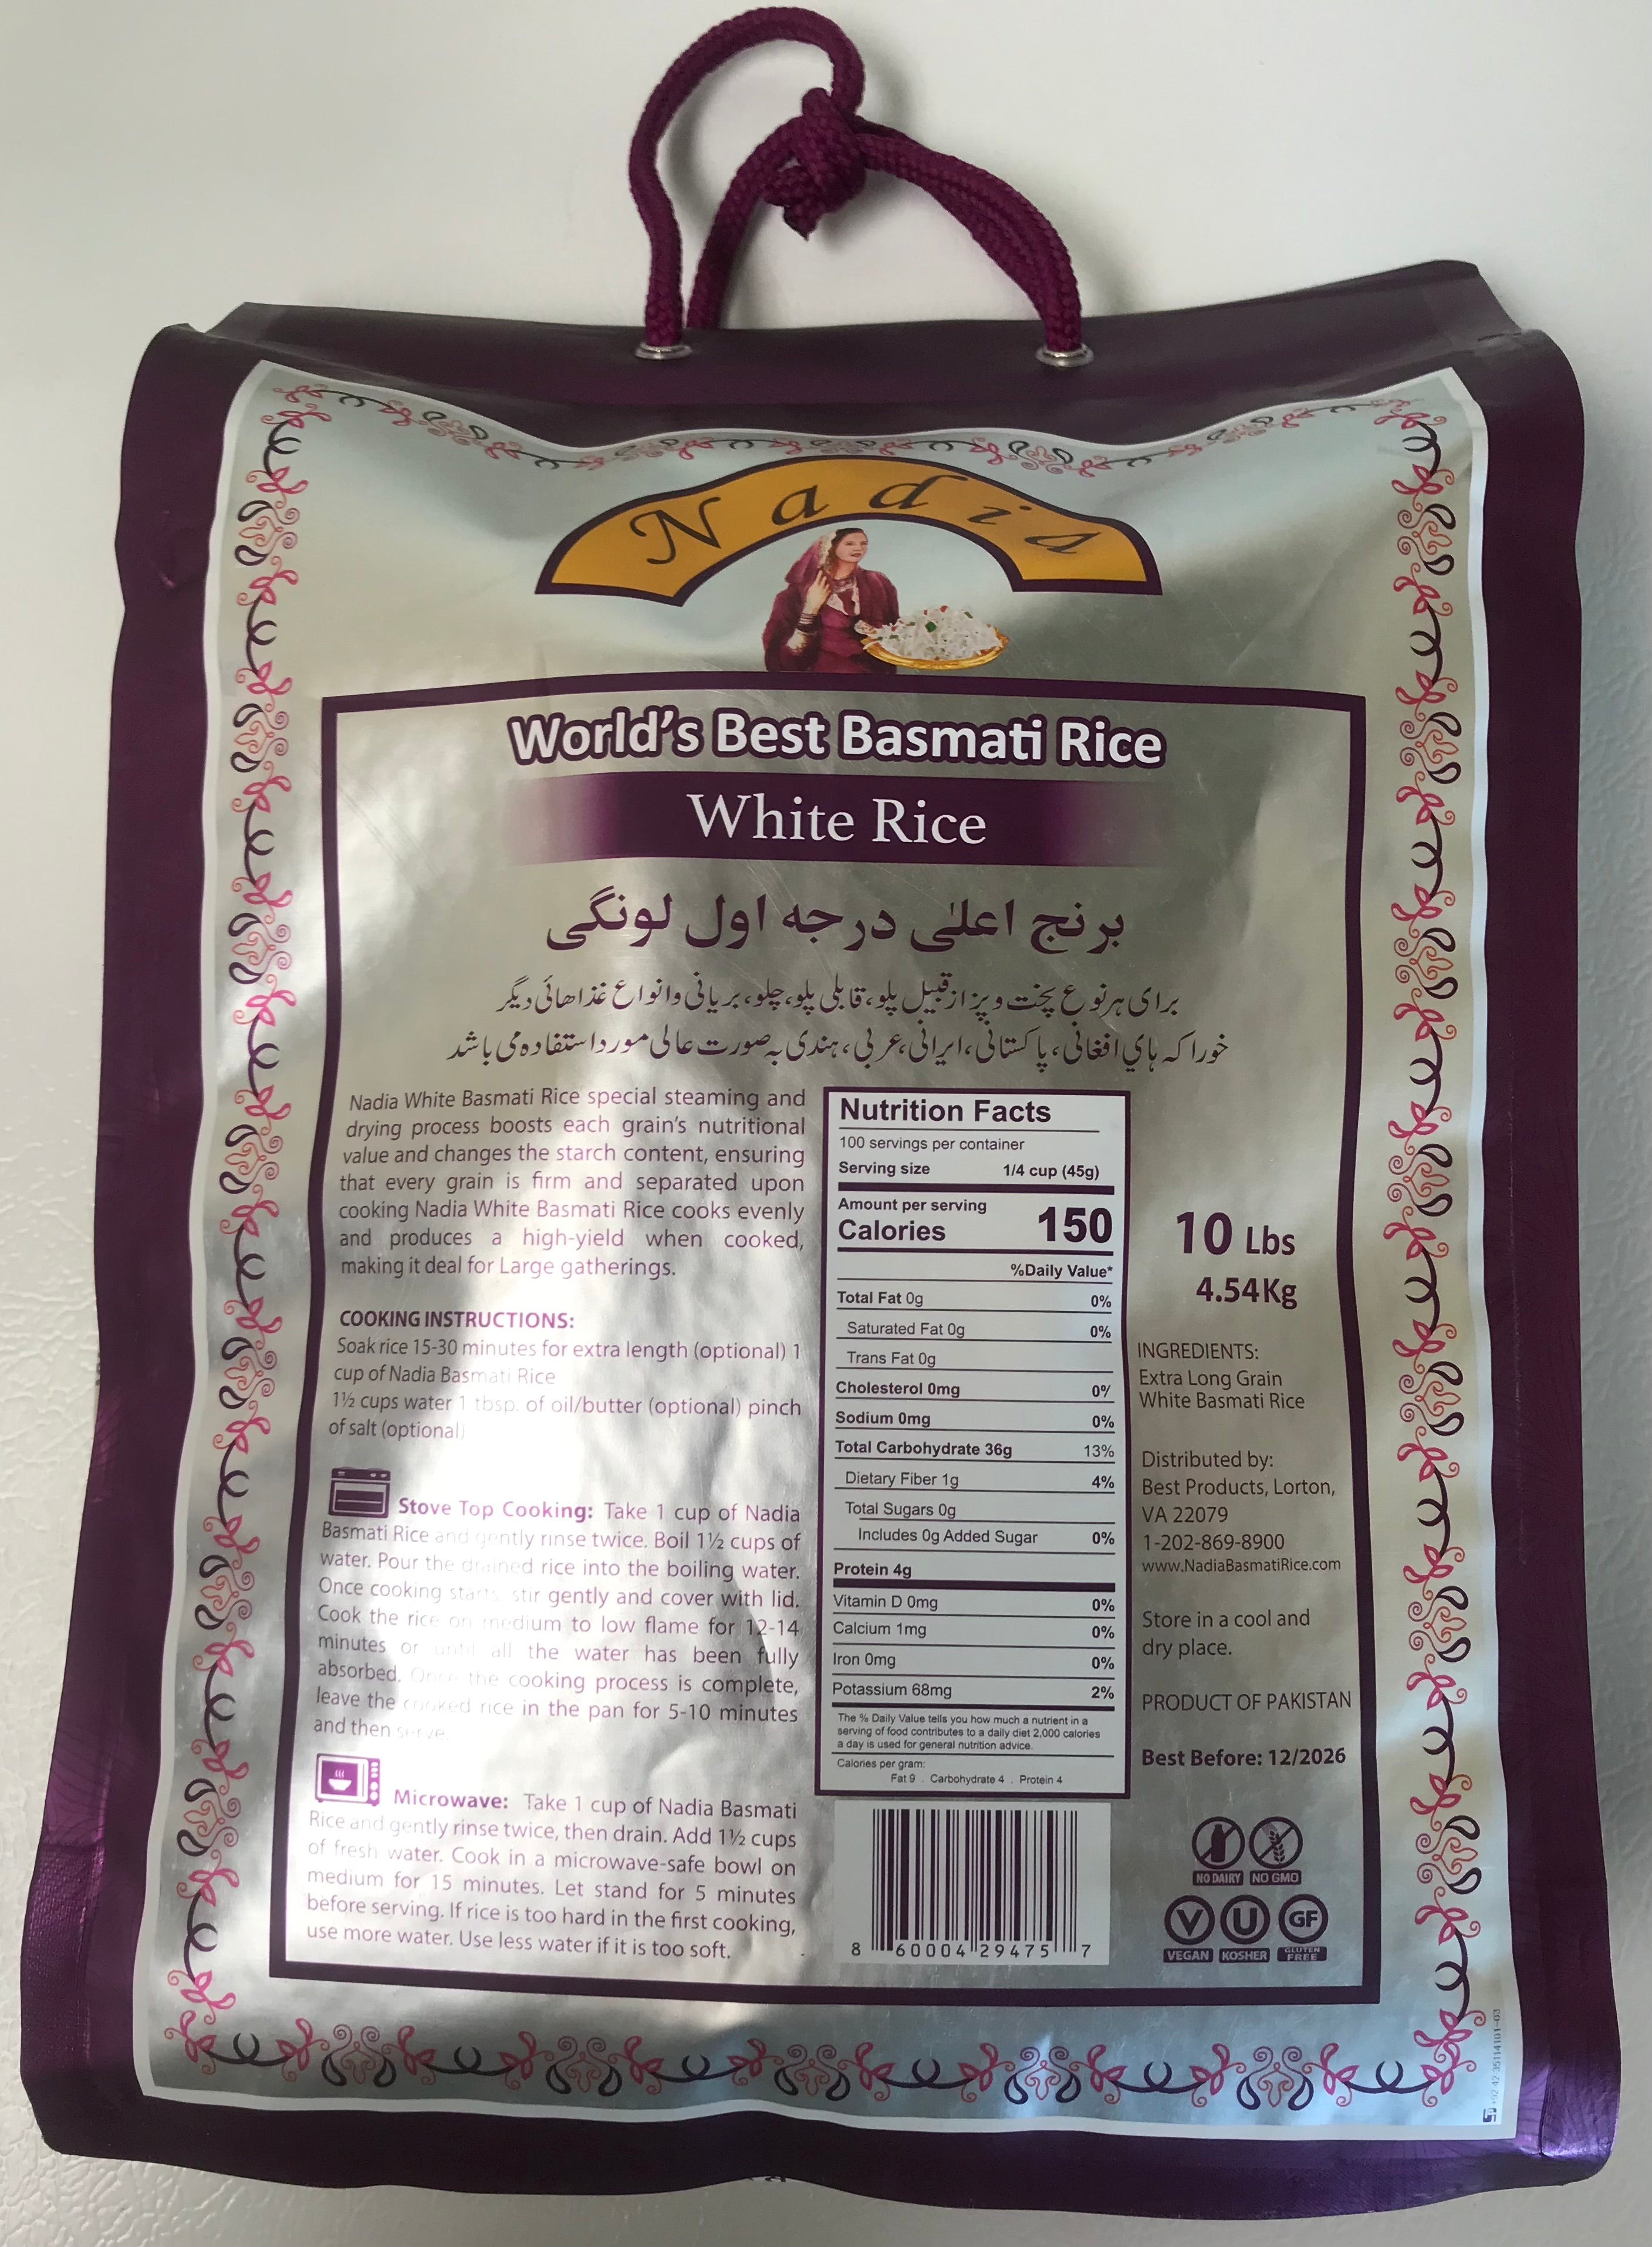 Nadia
World's Best Basmati Rice
White Rice
برنج اعلیٰ درجه اول لونگی
برای هرنوع پخت وپز ازقبیل پلو، قابلی پلو، چلو، بریانی وانواع غذاهائی دیگر
خوراکه هاي افغانی، پاکستانی، ایرانی، عربی، هندی به صورت عالی مورد استفاده می باشد
Nadia White Basmati Rice special steaming and
drying process boosts each grain's nutritional
value and changes the starch content, ensuring
that every grain is firm and separated upon
cooking Nadia White Basmati Rice cooks evenly
and produces a high-yield when cooked,
making it deal for Large gatherings.
COOKING INSTRUCTIONS:
Soak rice 15-30 minutes for extra length (optional) 1
cup of Nadia Basmati Rice
1½ cups water 1 tbsp. of oil/butter (optional) pinch
of salt (optional)
Stove Top Cooking: Take 1 cup of Nadia
Basmati Rice and gently rinse twice. Boil 1½ cups of
water. Pour the drained rice into the boiling water.
Once cooking starts, stir gently and cover with lid.
Cook the rice on medium to low flame for 12-14
minutes or until all the water has been fully
absorbed. Once the cooking process is complete,
leave the cooked rice in the pan for 5-10 minutes
and then serve.
Microwave: Take 1 cup of Nadia Basmati
Rice and gently rinse twice, then drain. Add 1½ cups
of fresh water. Cook in a microwave-safe bowl on
medium for 15 minutes. Let stand for 5 minutes
before serving. If rice is too hard in the first cooking,
use more water. Use less water if it is too soft.
Nutrition Facts
100 servings per container
Serving size 1/4 cup (45g)
Amount per serving
Calories 150
%Daily Value*
Total Fat 0g 0%
Saturated Fat 0g 0%
Trans Fat 0g
Cholesterol 0mg 0%
Sodium 0mg 0%
Total Carbohydrate 36g 13%
Dietary Fiber 1g 4%
Total Sugars 0g
Includes 0g Added Sugar 0%
Protein 4g
Vitamin D 0mg 0%
Calcium 1mg 0%
Iron 0mg 0%
Potassium 68mg 2%
The % Daily Value tells you how much a nutrient in a
serving of food contributes to a daily diet 2,000 calories
a day is used for general nutrition advice.
Calories per gram:
Fat 9 . Carbohydrate 4 . Protein 4
8 60004 29475 7
10 Lbs
4.54Kg
INGREDIENTS:
Extra Long Grain
White Basmati Rice
Distributed by:
Best Products, Lorton,
VA 22079
1-202-869-8900
www.NadiaBasmatiRice.com
Store in a cool and
dry place.
PRODUCT OF PAKISTAN
Best Before: 12/2026
NO DAIRY NO GMO
V U GF
VEGAN KOSHER GLUTEN FREE
+92 42 35114101-03